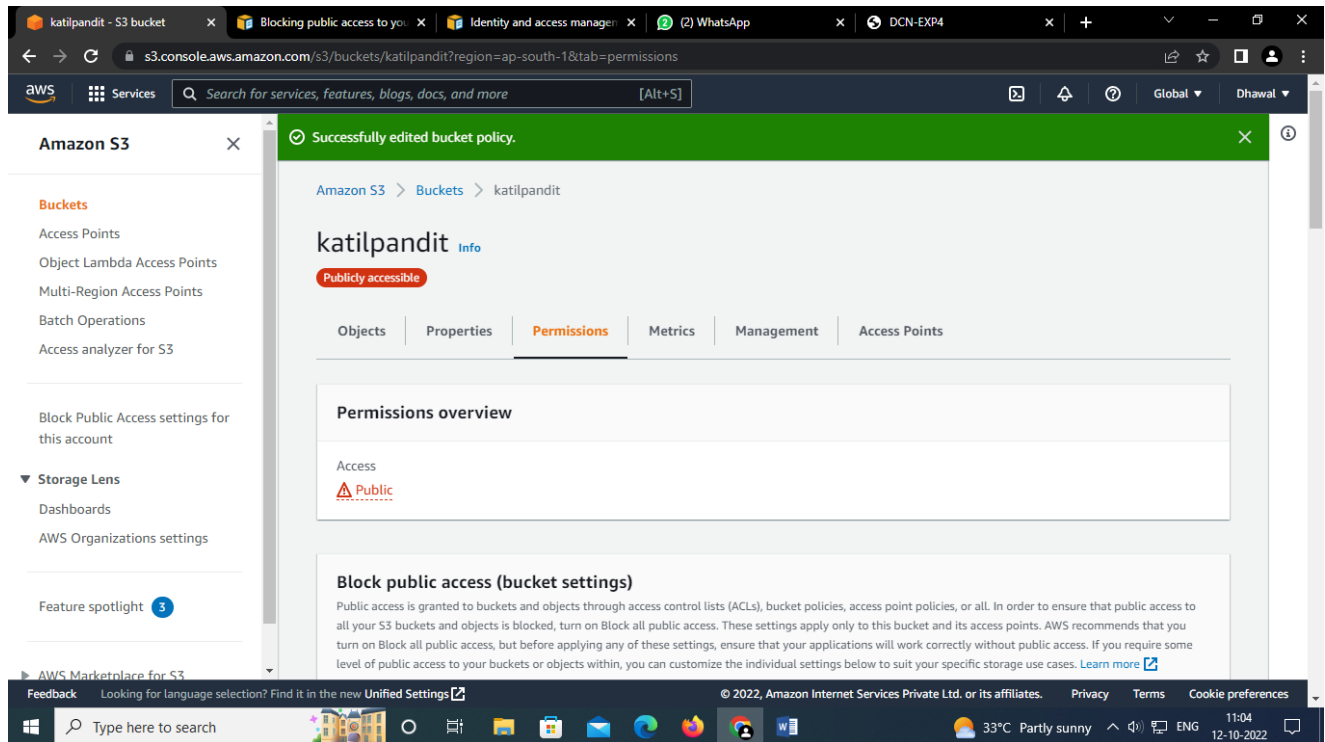 katilpandit - S3 bucket
Blocking public access to you
Identity and access managem
2 (2) WhatsApp
DCN-EXP4
s3.console.aws.amazon.com/s3/buckets/katilpandit?region=ap-south-1&tab=permissions
aws Services Search for services, features, blogs, docs, and more [Alt+S] Global Dhawal
Amazon S3
Buckets
Access Points
Object Lambda Access Points
Multi-Region Access Points
Batch Operations
Access analyzer for S3
Block Public Access settings for
this account
Storage Lens
Dashboards
AWS Organizations settings
Feature spotlight 3
AWS Marketplace for S3
Successfully edited bucket policy.
Amazon S3 > Buckets > katilpandit
katilpandit Info
Publicly accessible
Objects Properties Permissions Metrics Management Access Points
Permissions overview
Access
Public
Block public access (bucket settings)
Public access is granted to buckets and objects through access control lists (ACLs), bucket policies, access point policies, or all. In order to ensure that public access to
all your S3 buckets and objects is blocked, turn on Block all public access. These settings apply only to this bucket and its access points. AWS recommends that you
turn on Block all public access, but before applying any of these settings, ensure that your applications will work correctly without public access. If you require some
level of public access to your buckets or objects within, you can customize the individual settings below to suit your specific storage use cases. Learn more
Feedback Looking for language selection? Find it in the new Unified Settings © 2022, Amazon Internet Services Private Ltd. or its affiliates. Privacy Terms Cookie preferences
Type here to search 33°C Partly sunny ENG 11:04
12-10-2022